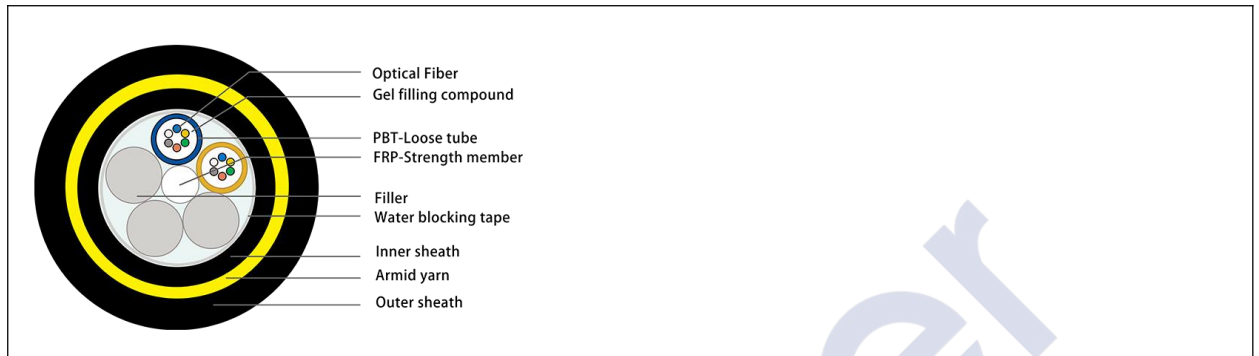 Optical Fiber
Gel filling compound
PBT-Loose tube
FRP-Strength member
Filler
Water blocking tape
Inner sheath
Armid yarn
Outer sheath
er